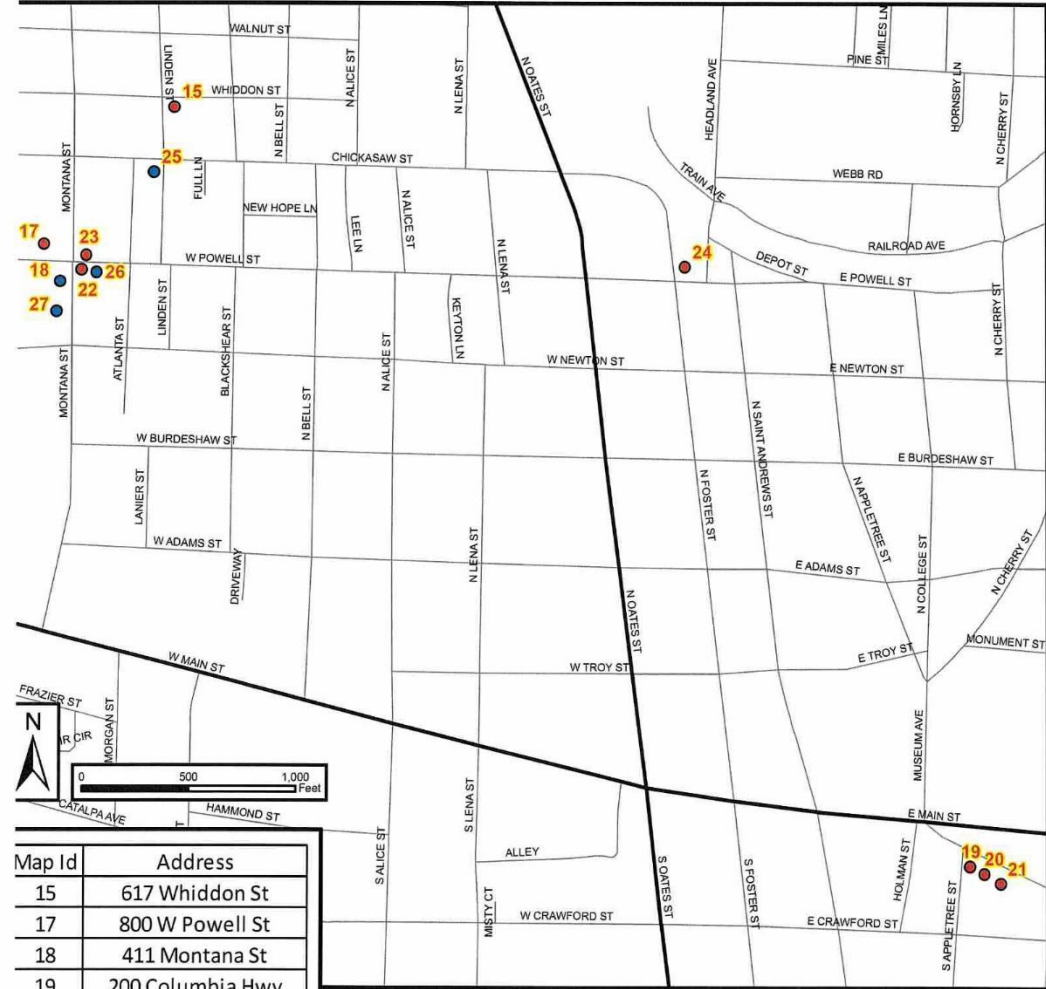 WALNUT ST
LINDEN ST
WHIDDON ST
15
N BELL ST
N ALICE ST
N LENA ST
N OATES ST
HEADLAND AVE
PINE ST
MILES LN
HORNSBY LN
N CHERRY ST
MONTANA ST
25
FULL LN
CHICKASAW ST
TRAIN AVE
WEBB RD
NEW HOPE LN
LEE LN
N ALICE ST
N LENA ST
RAILROAD AVE
17
23
W POWELL ST
24
DEPOT ST
E POWELL ST
18
22
26
27
LINDEN ST
KEYTON LN
N CHERRY ST
MONTANA ST
ATLANTA ST
BLACKSHEAR ST
N ALICE ST
W NEWTON ST
E NEWTON ST
N BELL ST
W BURDESHAW ST
N SAINT ANDREWS ST
E BURDESHAW ST
LANIER ST
N FOSTER ST
N APPLETREE ST
W ADAMS ST
DRIVEWAY
N LENA ST
N OATES ST
E ADAMS ST
N COLLEGE ST
N CHERRY ST
W MAIN ST
W TROY ST
E TROY ST
MONUMENT ST
FRAZIER ST
N
IR CIR
MORGAN ST
MUSEUM AVE
0 500 1,000
Feet
CATALPA AVE
HAMMOND ST
T
S ALICE ST
S LENA ST
ALLEY
E MAIN ST
HOLMAN ST
19
20
21
MISTY CT
W CRAWFORD ST
S OATES ST
S FOSTER ST
E CRAWFORD ST
S APPLETREE ST
Map Id Address
15 617 Whiddon St
17 800 W Powell St
18 411 Montana St
19 200 Columbia Hwy